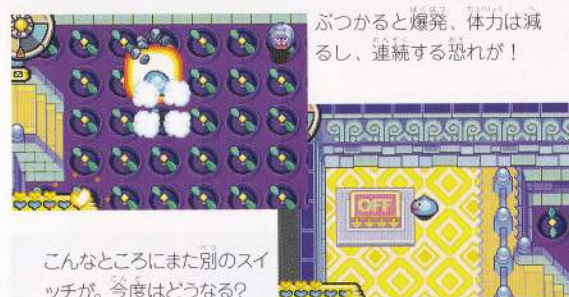 ぶつかると爆発、体力は減
るし、連続する恐れが！
OFF
こんなところにまた別のスイ
ッチが。今度はどうなる?